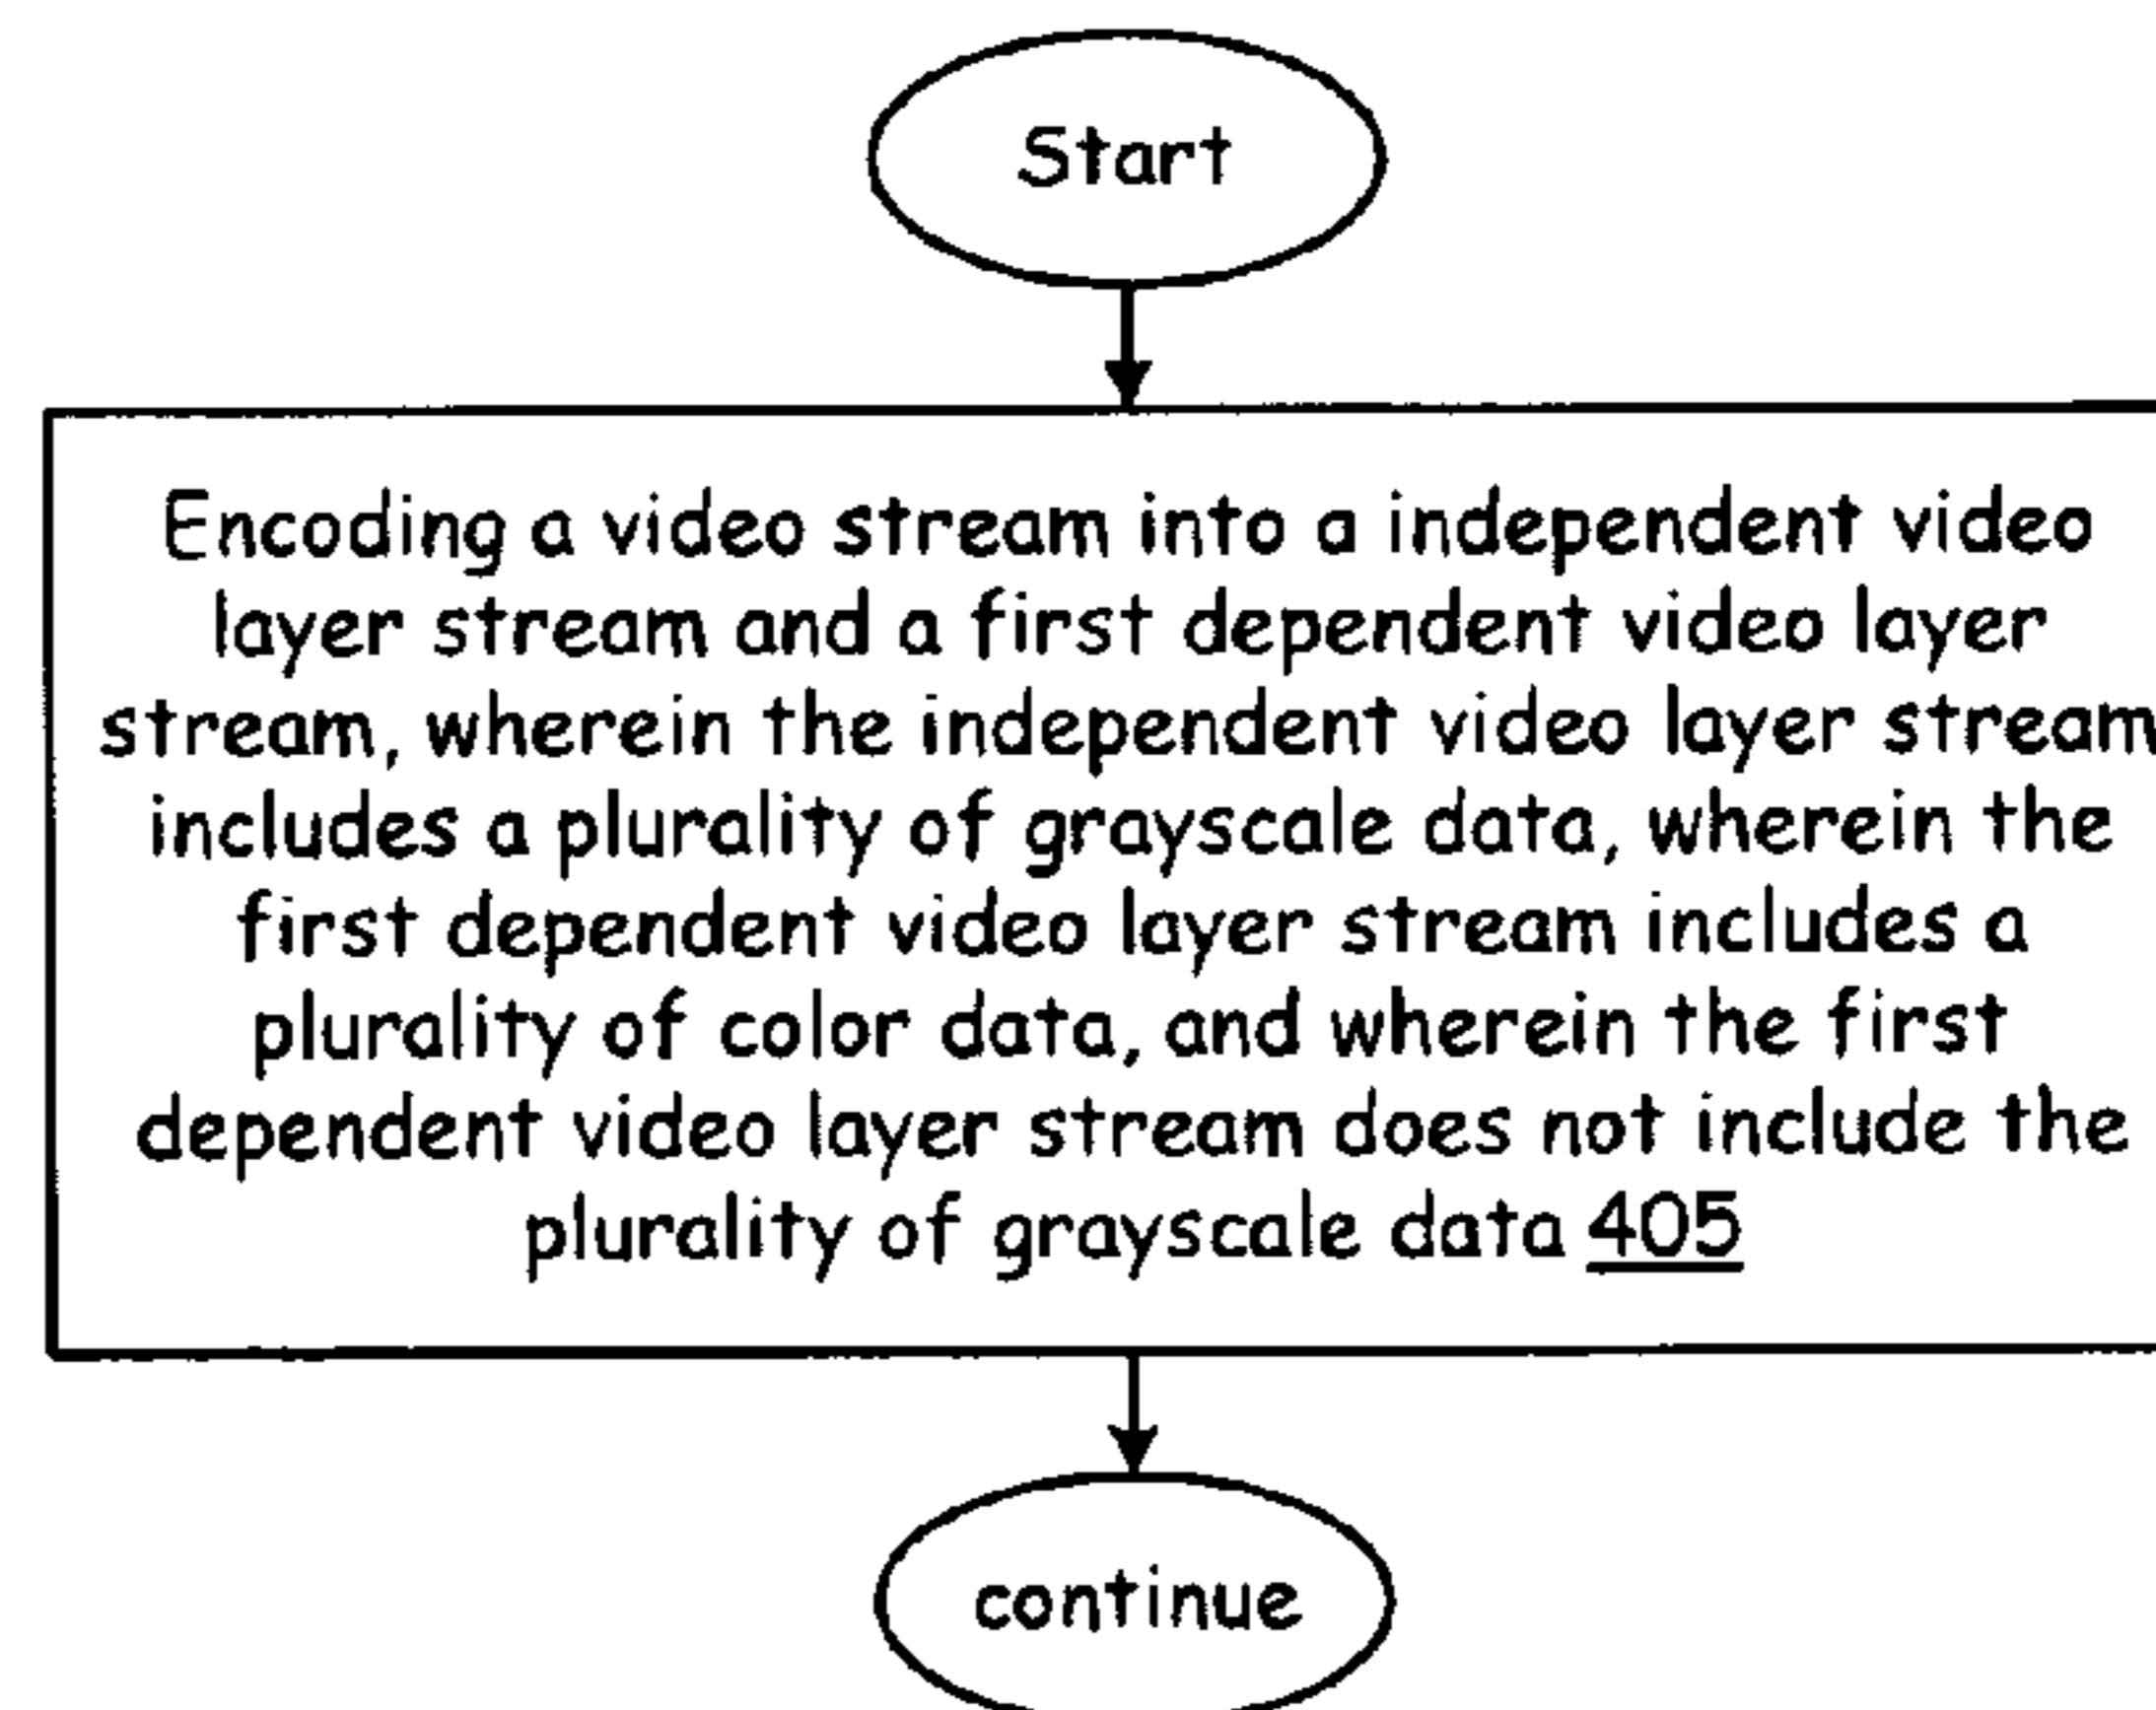 Start
Encoding a video stream into a independent video
layer stream and a first dependent video layer
stream, wherein the independent video layer stream
includes a plurality of grayscale data, wherein the
first dependent video layer stream includes a
plurality of color data, and wherein the first
dependent video layer stream does not include the
plurality of grayscale data 405
continue